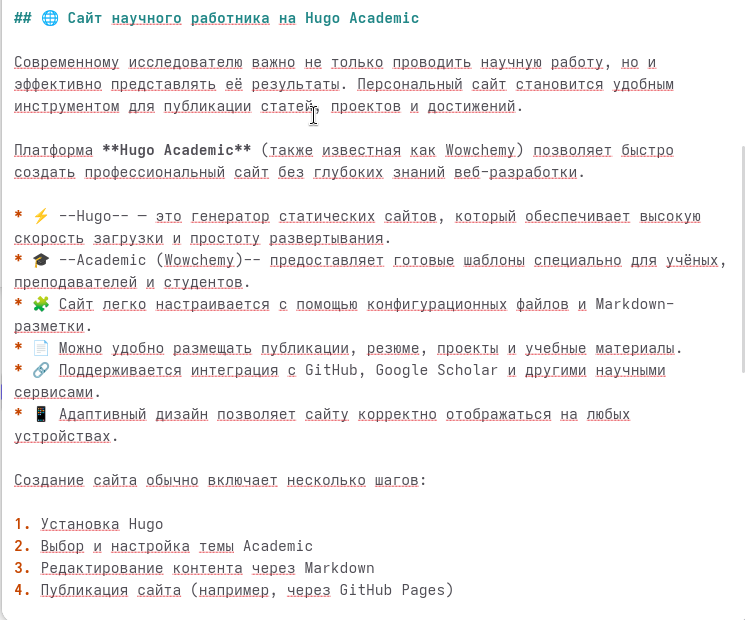 ## 🌐 Сайт научного работника на Hugo Academic
Современному исследователю важно не только проводить научную работу, но и
эффективно представлять её результаты. Персональный сайт становится удобным
инструментом для публикации статей, проектов и достижений.
Платформа **Hugo Academic** (также известная как Wowchemy) позволяет быстро
создать профессиональный сайт без глубоких знаний веб-разработки.
* ⚡ --Hugo-- — это генератор статических сайтов, который обеспечивает высокую
скорость загрузки и простоту развертывания.
* 🎓 --Academic (Wowchemy)-- предоставляет готовые шаблоны специально для учёных,
преподавателей и студентов.
* 🧩 Сайт легко настраивается с помощью конфигурационных файлов и Markdown-
разметки.
* 📄 Можно удобно размещать публикации, резюме, проекты и учебные материалы.
* 🔗 Поддерживается интеграция с GitHub, Google Scholar и другими научными
сервисами.
* 📱 Адаптивный дизайн позволяет сайту корректно отображаться на любых
устройствах.
Создание сайта обычно включает несколько шагов:
1. Установка Hugo
2. Выбор и настройка темы Academic
3. Редактирование контента через Markdown
4. Публикация сайта (например, через GitHub Pages)